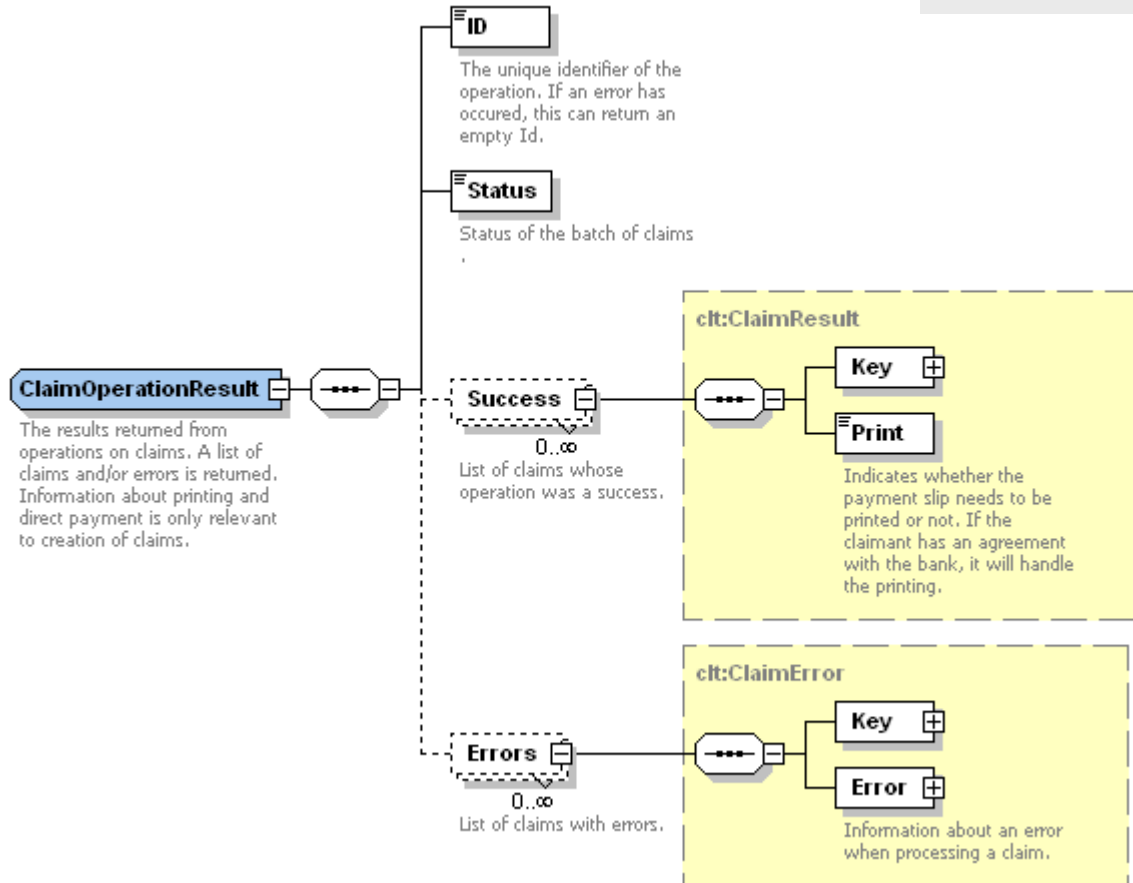 ID
The unique identifier of the
operation. If an error has
occured, this can return an
empty Id.
Status
Status of the batch of claims
.
ClaimOperationResult
The results returned from
operations on claims. A list of
claims and/or errors is returned.
Information about printing and
direct payment is only relevant
to creation of claims.
Success
0..∞
List of claims whose
operation was a success.
clt:ClaimResult
Key
Print
Indicates whether the
payment slip needs to be
printed or not. If the
claimant has an agreement
with the bank, it will handle
the printing.
Errors
0..∞
List of claims with errors.
clt:ClaimError
Key
Error
Information about an error
when processing a claim.